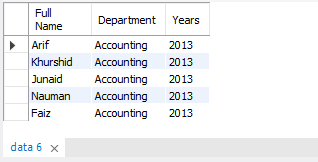 Full Name Department Years
Arif Accounting 2013
Khurshid Accounting 2013
Junaid Accounting 2013
Nauman Accounting 2013
Faiz Accounting 2013
data 6